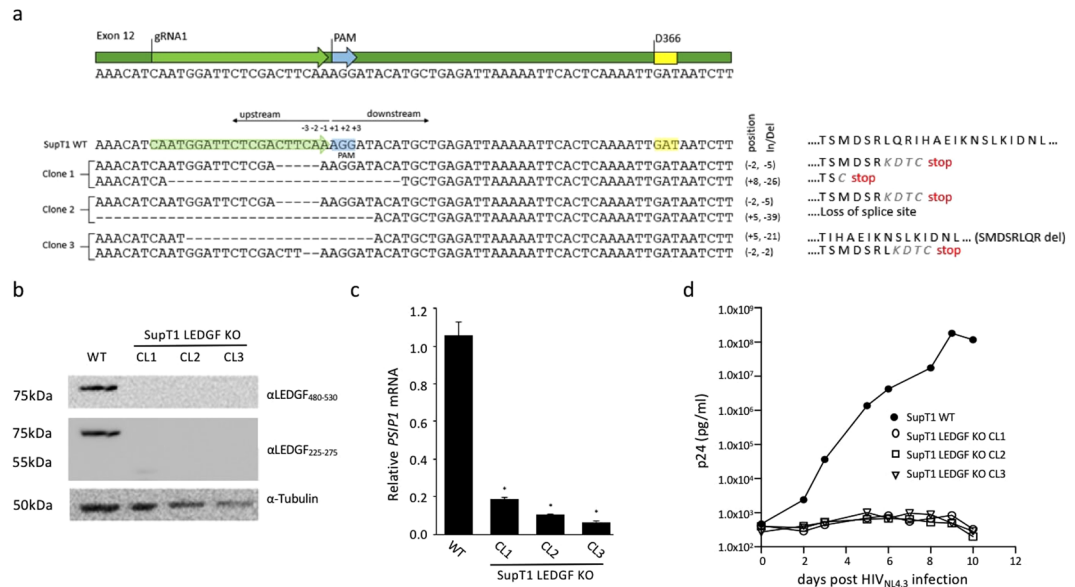 a
Exon 12 gRNA1 PAM D366
AAACATCAATGGATTCTCGACTTCAAAGGATACATGCTGAGATTAAAAATTCACTCAAAATTGATAATCTT
upstream downstream
-3 -2 -1 +1 +2 +3
position
In/Del
SupT1 WT AAACATCAATGGATTCTCGACTTCAAAGGATACATGCTGAGATTAAAAATTCACTCAAAATTGATAATCTT ....T S M D S R L Q R I H A E I K N S L K I D N L ...
PAM
Clone 1
AAACATCAATGGATTCTCGA-----AAGGATACATGCTGAGATTAAAAATTCACTCAAAATTGATAATCTT (-2, -5) ....T S M D S R K D T C stop
AAACATCA--------------------------TGCTGAGATTAAAAATTCACTCAAAATTGATAATCTT (+8, -26) ....T S C stop
Clone 2
AAACATCAATGGATTCTCGA-----AAGGATACATGCTGAGATTAAAAATTCACTCAAAATTGATAATCTT (-2, -5) ....T S M D S R K D T C stop
-------------------------------ACATGCTGAGATTAAAAATTCACTCAAAATTGATAATCTT (+5, -39) ....Loss of splice site
Clone 3
AAACATCAAT---------------------ACATGCTGAGATTAAAAATTCACTCAAAATTGATAATCTT (+5, -21) ....T I H A E I K N S L K I D N L ... (SMDSRLQR del)
AAACATCAATGGATTCTCGACTT--AAGGATACATGCTGAGATTAAAAATTCACTCAAAATTGATAATCTT (-2, -2) ....T S M D S R L K D T C stop
b
SupT1 LEDGF KO
WT CL1 CL2 CL3
75kDa αLEDGF480-530
75kDa
αLEDGF225-275
55kDa
50kDa α-Tubulin
c
Relative PSIP1 mRNA
1.2
1.0
0.8
0.6
0.4
0.2
0.0
* * *
WT CL1 CL2 CL3
SupT1 LEDGF KO
d
p24 (pg/ml)
1.0x10⁹
1.0x10⁸
1.0x10⁷
1.0x10⁶
1.0x10⁵
1.0x10⁴
1.0x10³
1.0x10²
SupT1 WT
SupT1 LEDGF KO CL1
SupT1 LEDGF KO CL2
SupT1 LEDGF KO CL3
0 2 4 6 8 10 12
days post HIVNL4.3 infection